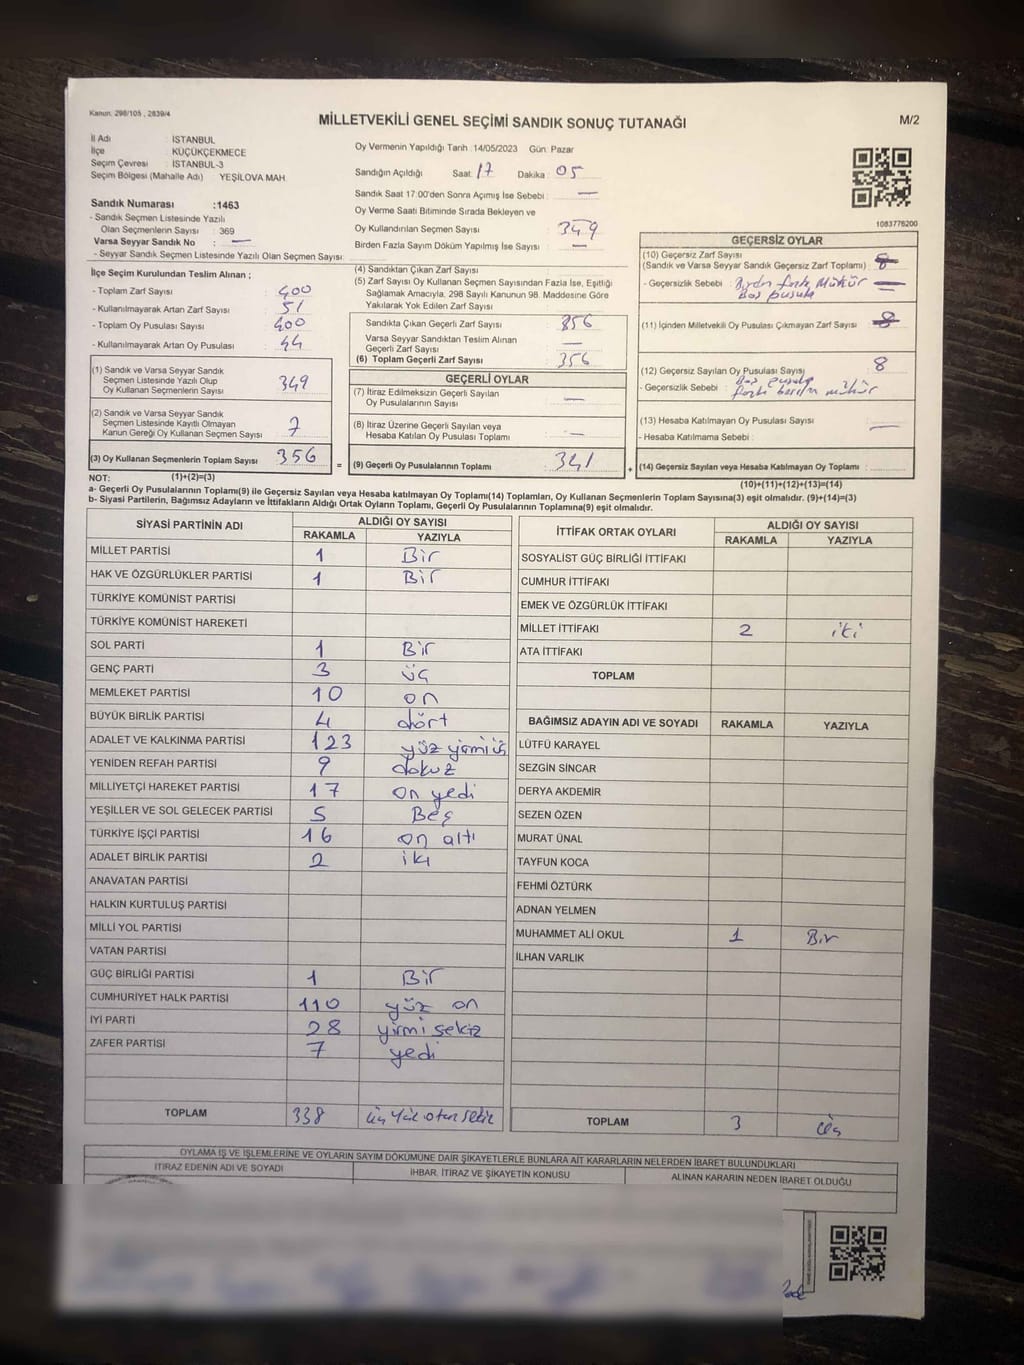 Kanun: 298/105 , 2839/4
MİLLETVEKİLİ GENEL SEÇİMİ SANDIK SONUÇ TUTANAĞI
M/2
İl Adı İSTANBUL
İlçe KÜÇÜKÇEKMECE
Seçim Çevresi İSTANBUL-3
Seçim Bölgesi (Mahalle Adı) YEŞİLOVA MAH.
Sandık Numarası :1463
- Sandık Seçmen Listesinde Yazılı
Olan Seçmenlerin Sayısı : 369
Varsa Seyyar Sandık No : —
- Seyyar Sandık Seçmen Listesinde Yazılı Olan Seçmen Sayısı:
Oy Vermenin Yapıldığı Tarih :14/05/2023 Gün: Pazar
Sandığın Açıldığı Saat: 17 Dakika : 05
Sandık Saat 17:00'den Sonra Açımış İse Sebebi : —
Oy Verme Saati Bitiminde Sırada Bekleyen ve
Oy Kullandırılan Seçmen Sayısı : 349
Birden Fazla Sayım Döküm Yapılmış İse Sayısı : —
1083776200
İlçe Seçim Kurulundan Teslim Alınan ;
- Toplam Zarf Sayısı : 400
- Kullanılmayarak Artan Zarf Sayısı : 51
- Toplam Oy Pusulası Sayısı : 400
- Kullanılmayarak Artan Oy Pusulası : 44
(1) Sandık ve Varsa Seyyar Sandık
Seçmen Listesinde Yazılı Olup
Oy Kullanan Seçmenlerin Sayısı : 349
(2) Sandık ve Varsa Seyyar Sandık
Seçmen Listesinde Kayıtlı Olmayan
Kanun Gereği Oy Kullanan Seçmen Sayısı : 7
(3) Oy Kullanan Seçmenlerin Toplam Sayısı : 356
(4) Sandıktan Çıkan Zarf Sayısı :
(5) Zarf Sayısı Oy Kullanan Seçmen Sayısından Fazla İse, Eşitliği
Sağlamak Amacıyla, 298 Sayılı Kanunun 98. Maddesine Göre
Yakılarak Yok Edilen Zarf Sayısı :
Sandıkta Çıkan Geçerli Zarf Sayısı : 356
Varsa Seyyar Sandıktan Teslim Alınan
Geçerli Zarf Sayısı : —
(6) Toplam Geçerli Zarf Sayısı : 356
GEÇERLİ OYLAR
(7) İtiraz Edilmeksizin Geçerli Sayılan
Oy Pusulalarının Sayısı : —
(8) İtiraz Üzerine Geçerli Sayılan veya
Hesaba Katılan Oy Pusulası Toplamı : —
= (9) Geçerli Oy Pusulalarının Toplamı : 341
GEÇERSİZ OYLAR
(10) Geçersiz Zarf Sayısı
(Sandık ve Varsa Seyyar Sandık Geçersiz Zarf Toplamı) : 8
- Geçersizlik Sebebi : Birden fazla Mühür
Boş pusula
(11) İçinden Milletvekili Oy Pusulası Çıkmayan Zarf Sayısı : 8
(12) Geçersiz Sayılan Oy Pusulası Sayısı : 8
- Geçersizlik Sebebi : Boş pusula
fazla basılan mühür
(13) Hesaba Katılmayan Oy Pusulası Sayısı : —
- Hesaba Katılmama Sebebi :
+ (14) Geçersiz Sayılan veya Hesaba Katılmayan Oy Toplamı :
NOT: (1)+(2)=(3)
(10)+(11)+(12)+(13)=(14)
a- Geçerli Oy Pusulalarının Toplamı(9) ile Geçersiz Sayılan veya Hesaba katılmayan Oy Toplamı(14) Toplamları, Oy Kullanan Seçmenlerin Toplam Sayısına(3) eşit olmalıdır. (9)+(14)=(3)
b- Siyasi Partilerin, Bağımsız Adayların ve İttifakların Aldığı Ortak Oyların Toplamı, Geçerli Oy Pusulalarının Toplamına(9) eşit olmalıdır.
SİYASİ PARTİNİN ADI ALDIĞI OY SAYISI
RAKAMLA YAZIYLA
MİLLET PARTİSİ 1 Bir
HAK VE ÖZGÜRLÜKLER PARTİSİ 1 Bir
TÜRKİYE KOMÜNİST PARTİSİ
TÜRKİYE KOMÜNİST HAREKETİ
SOL PARTİ 1 Bir
GENÇ PARTİ 3 üç
MEMLEKET PARTİSİ 10 on
BÜYÜK BİRLİK PARTİSİ 4 dört
ADALET VE KALKINMA PARTİSİ 123 yüz yirmi üç
YENİDEN REFAH PARTİSİ 9 dokuz
MİLLİYETÇİ HAREKET PARTİSİ 17 on yedi
YEŞİLLER VE SOL GELECEK PARTİSİ 5 Beş
TÜRKİYE İŞÇİ PARTİSİ 16 on altı
ADALET BİRLİK PARTİSİ 2 iki
ANAVATAN PARTİSİ
HALKIN KURTULUŞ PARTİSİ
MİLLİ YOL PARTİSİ
VATAN PARTİSİ
GÜÇ BİRLİĞİ PARTİSİ 1 Bir
CUMHURİYET HALK PARTİSİ 110 yüz on
İYİ PARTİ 28 yirmi sekiz
ZAFER PARTİSİ 7 yedi
TOPLAM 338 üç yüz otuz sekiz
İTTİFAK ORTAK OYLARI ALDIĞI OY SAYISI
RAKAMLA YAZIYLA
SOSYALİST GÜÇ BİRLİĞİ İTTİFAKI
CUMHUR İTTİFAKI
EMEK VE ÖZGÜRLÜK İTTİFAKI
MİLLET İTTİFAKI 2 iki
ATA İTTİFAKI
TOPLAM
BAĞIMSIZ ADAYIN ADI VE SOYADI RAKAMLA YAZIYLA
LÜTFÜ KARAYEL
SEZGİN SİNCAR
DERYA AKDEMİR
SEZEN ÖZEN
MURAT ÜNAL
TAYFUN KOCA
FEHMİ ÖZTÜRK
ADNAN YELMEN
MUHAMMET ALİ OKUL 1 Bir
İLHAN VARLIK
TOPLAM 3 üç
OYLAMA İŞ VE İŞLEMLERİNE VE OYLARIN SAYIM DÖKÜMÜNE DAİR ŞİKAYETLERLE BUNLARA AİT KARARLARIN NELERDEN İBARET BULUNDUKLARI
İTİRAZ EDENİN ADI VE SOYADI İHBAR, İTİRAZ VE ŞİKAYETİN KONUSU ALINAN KARARIN NEDEN İBARET OLDUĞU